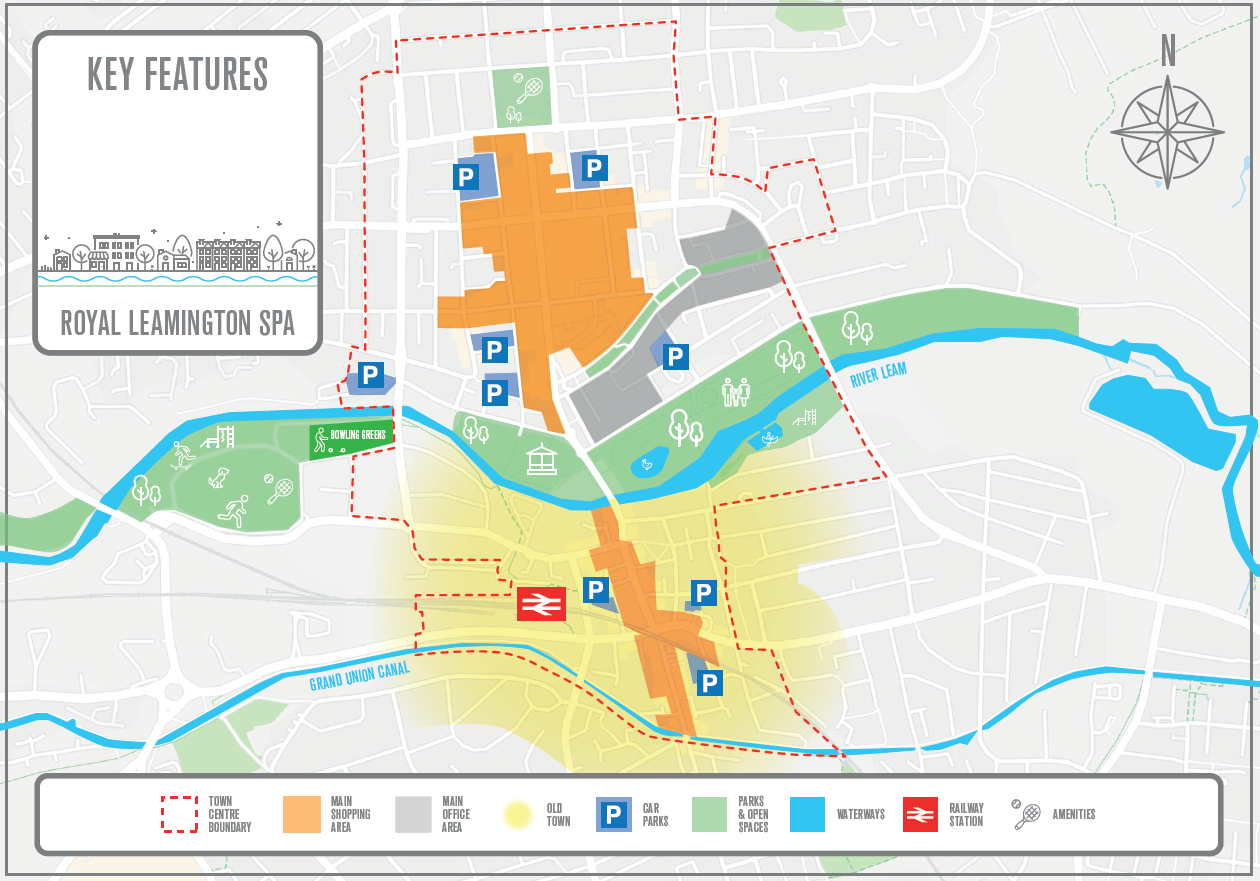 KEY FEATURES
ROYAL LEAMINGTON SPA
N
P
P
P
P
P
P
BOWLING GREENS
RIVER LEAM
P
P
P
GRAND UNION CANAL
TOWN
CENTRE
BOUNDARY
MAIN
SHOPPING
AREA
MAIN
OFFICE
AREA
OLD
TOWN
P
CAR
PARKS
PARKS
& OPEN
SPACES
WATERWAYS
RAILWAY
STATION
AMENITIES